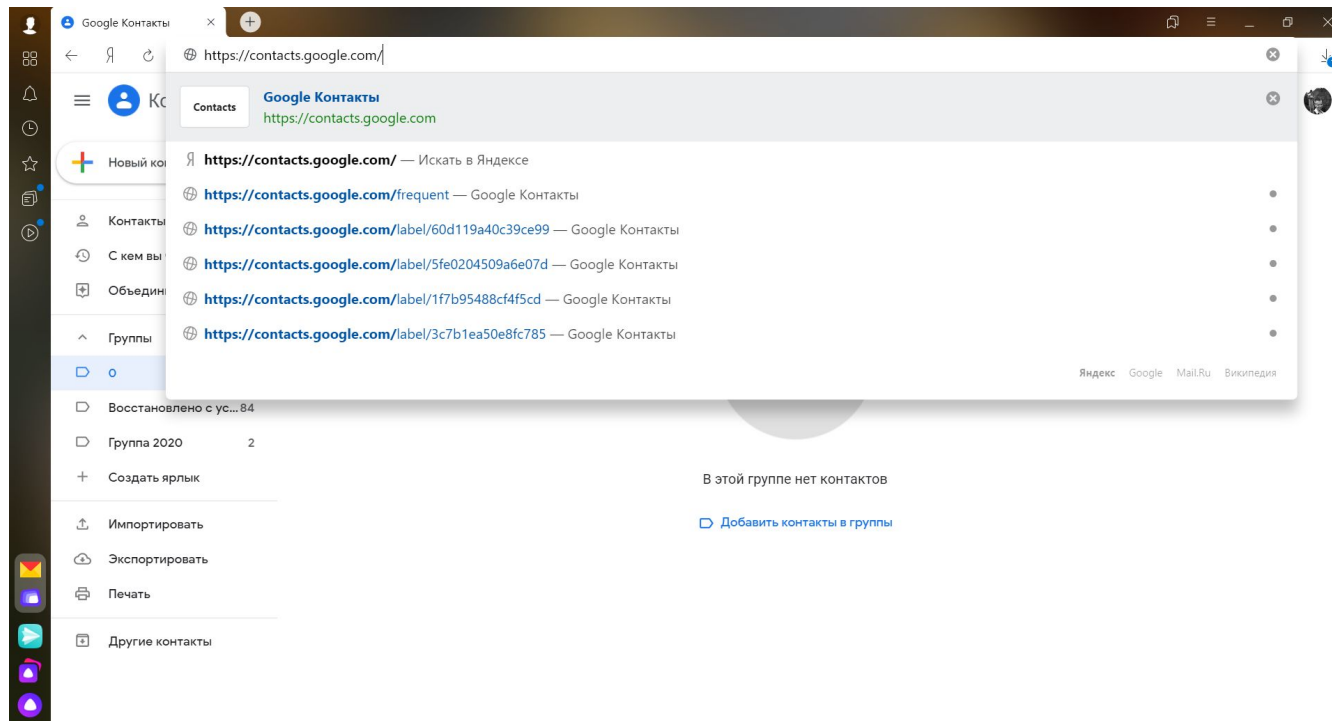 Google Контакты
https://contacts.google.com/
Contacts
Google Контакты
https://contacts.google.com
https://contacts.google.com/ — Искать в Яндексе
https://contacts.google.com/frequent — Google Контакты
https://contacts.google.com/label/60d119a40c39ce99 — Google Контакты
https://contacts.google.com/label/5fe0204509a6e07d — Google Контакты
https://contacts.google.com/label/1f7b95488cf4f5cd — Google Контакты
https://contacts.google.com/label/3c7b1ea50e8fc785 — Google Контакты
Яндекс Google Mail.Ru Википедия
Ко
Новый ко
Контакты
С кем вы
Объедин
Группы
О
Восстановлено с ус... 84
Группа 2020 2
Создать ярлык
Импортировать
Экспортировать
Печать
Другие контакты
В этой группе нет контактов
Добавить контакты в группы